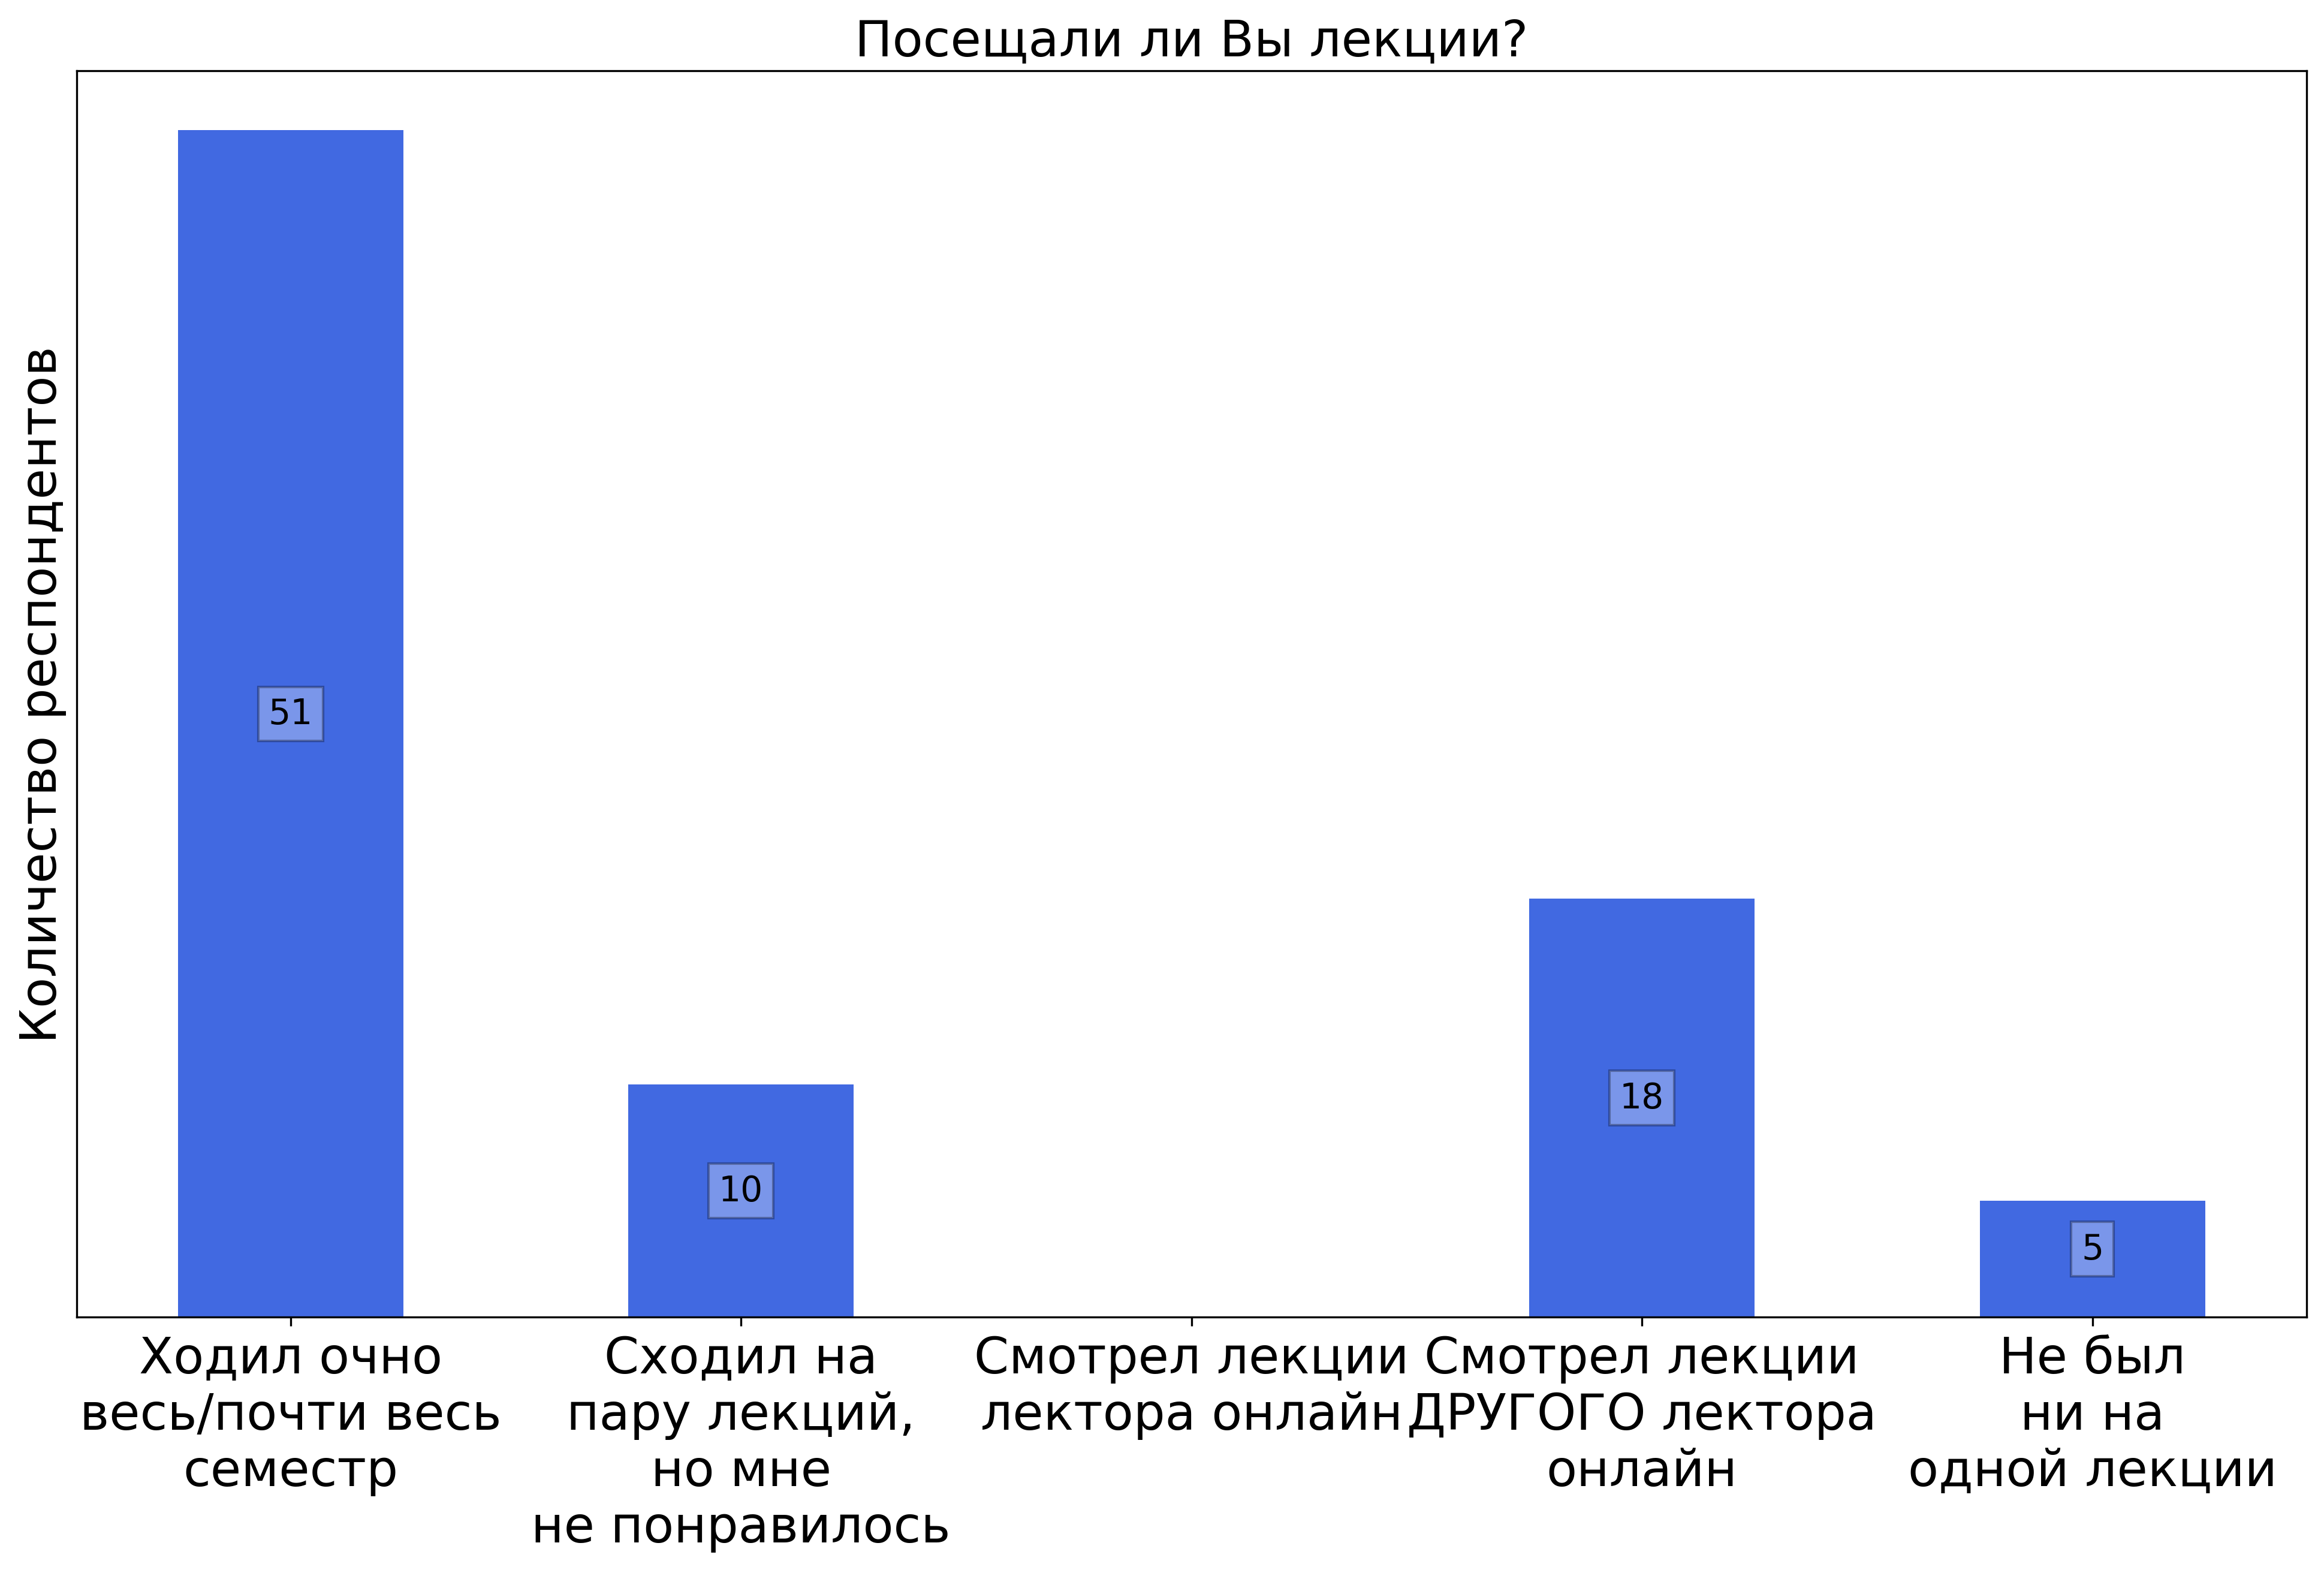 Посещали ли Вы лекции?
Количество респондентов
51
10
18
5
Ходил очно
весь/почти весь
семестр
Сходил на
пару лекций,
но мне
не понравилось
Смотрел лекции
лектора онлайн
Смотрел лекции
ДРУГОГО лектора
онлайн
Не был
ни на
одной лекции